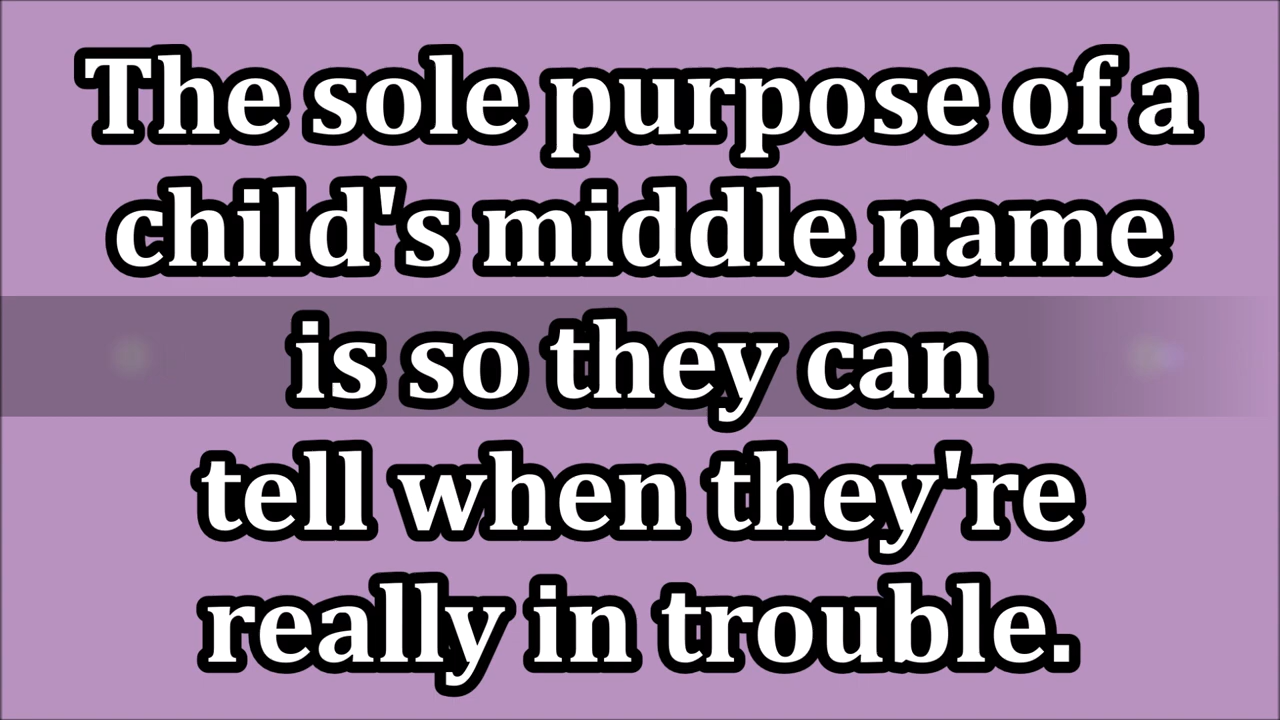 The sole purpose of a
child's middle name
is so they can
tell when they're
really in trouble.